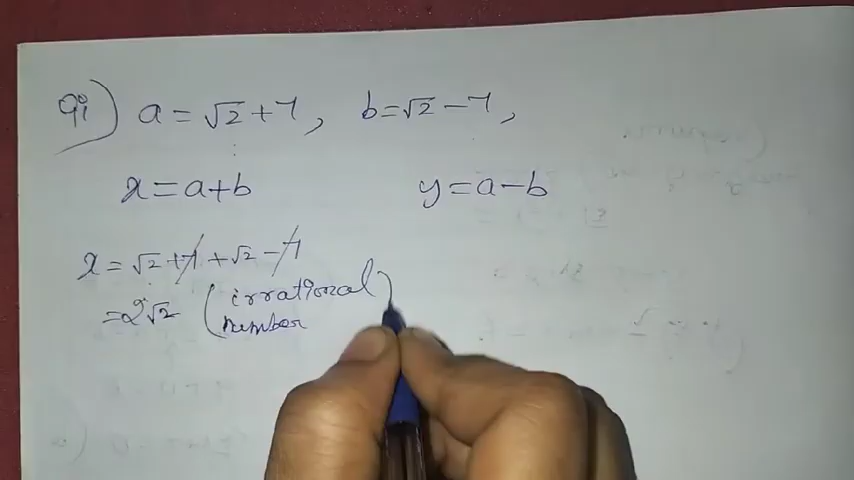 9i) a = √2 + 7, b = √2 - 7,
x = a + b y = a - b
x = √2 + 7 + √2 - 7
= 2√2 (irrational
number